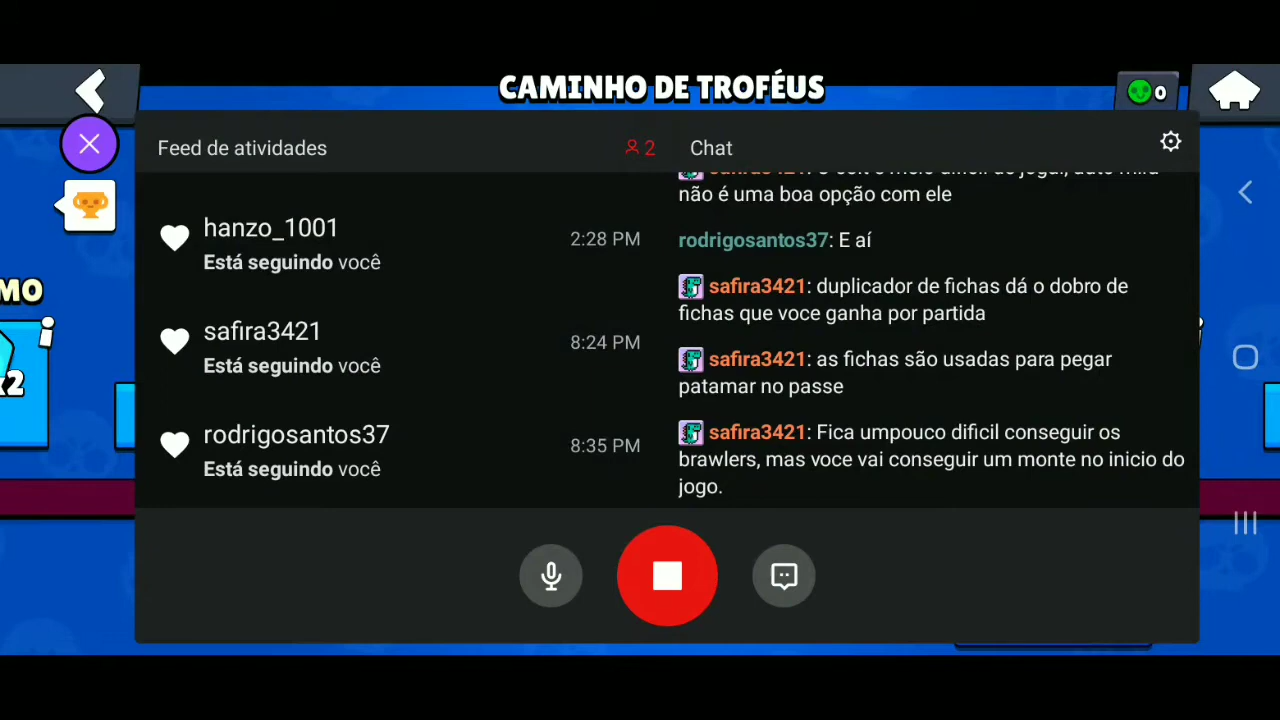 CAMINHO DE TROFÉUS
0
Feed de atividades
2
Chat
não é uma boa opção com ele
hanzo_1001
2:28 PM
Está seguindo você
rodrigosantos37: E aí
safira3421: duplicador de fichas dá o dobro de
fichas que voce ganha por partida
safira3421
8:24 PM
Está seguindo você
safira3421: as fichas são usadas para pegar
patamar no passe
rodrigosantos37
8:35 PM
Está seguindo você
safira3421: Fica umpouco dificil conseguir os
brawlers, mas voce vai conseguir um monte no inicio do
jogo.
MO
x2